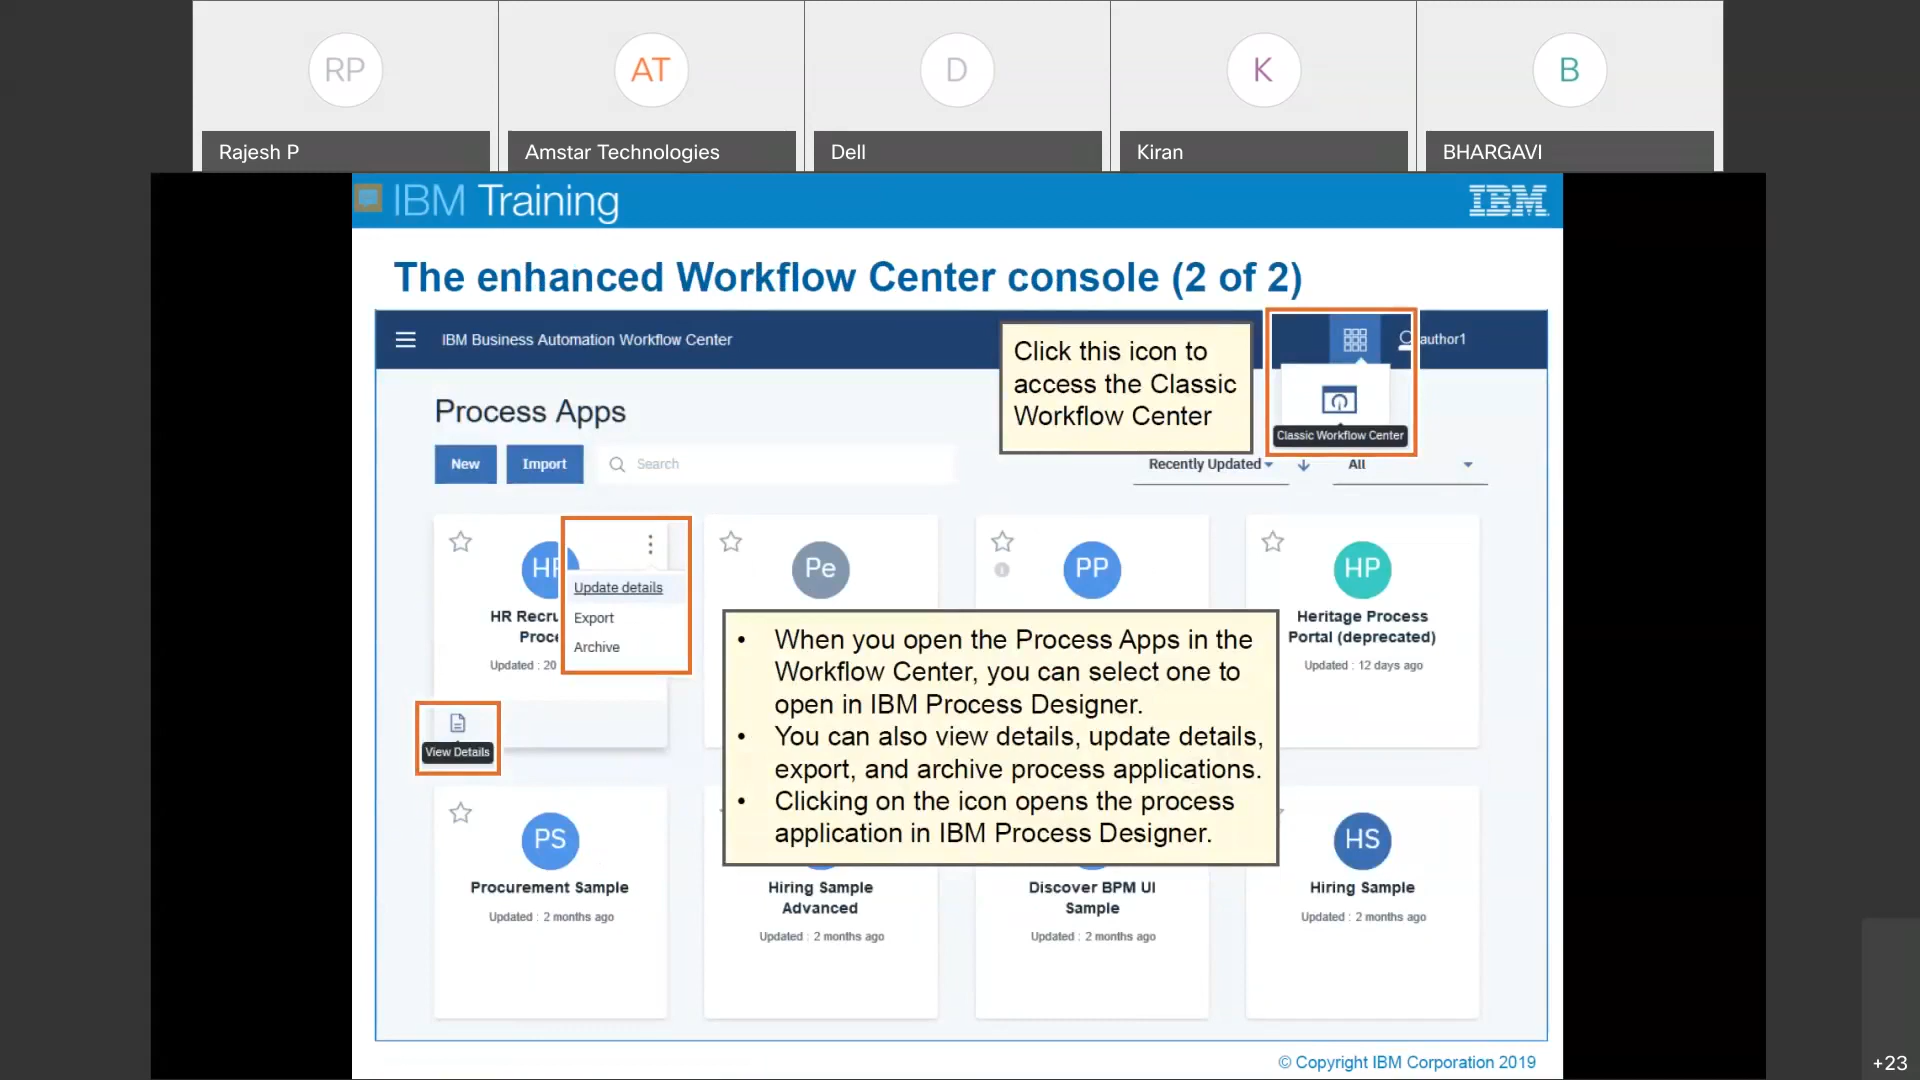 RP
AT
D
K
B
Rajesh P
Amstar Technologies
Dell
Kiran
BHARGAVI
IBM Training
IBM
The enhanced Workflow Center console (2 of 2)
IBM Business Automation Workflow Center
author1
Click this icon to
access the Classic
Workflow Center
Classic Workflow Center
Process Apps
New
Import
Search
Recently Updated
All
HR
Update details
Export
Archive
HR Recru
Proce
Updated : 20
View Details
Pe
PP
HP
Heritage Process
Portal (deprecated)
Updated : 12 days ago
• When you open the Process Apps in the
Workflow Center, you can select one to
open in IBM Process Designer.
• You can also view details, update details,
export, and archive process applications.
• Clicking on the icon opens the process
application in IBM Process Designer.
PS
Procurement Sample
Updated : 2 months ago
Hiring Sample
Advanced
Updated : 2 months ago
Discover BPM UI
Sample
Updated : 2 months ago
HS
Hiring Sample
Updated : 2 months ago
© Copyright IBM Corporation 2019
+23